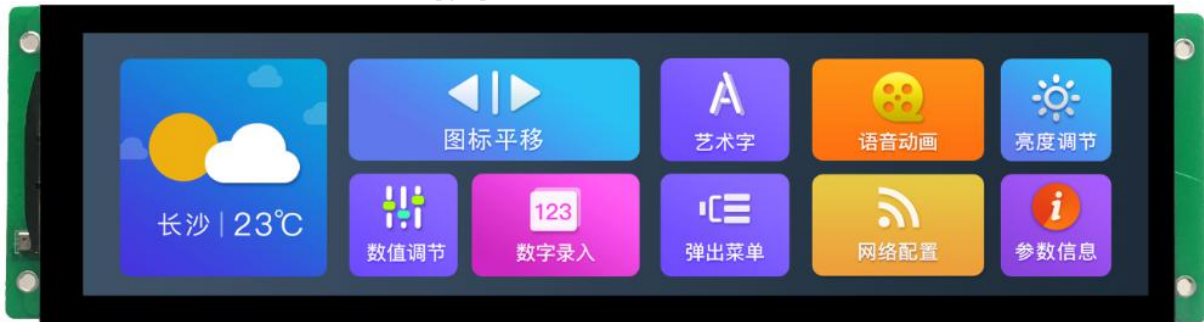 图标平移
艺术字
语音动画
亮度调节
长沙 | 23℃
数值调节
123
数字录入
弹出菜单
网络配置
参数信息